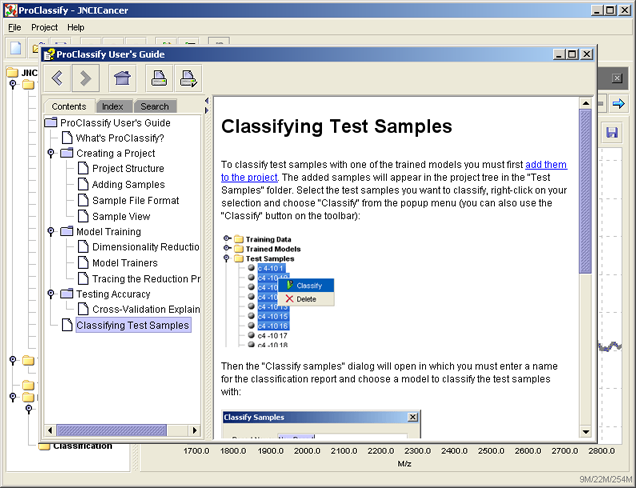 ProClassify - JNCICancer
File Project Help
JNCI
ProClassify User's Guide
Contents Index Search
ProClassify User's Guide
What's ProClassify?
Creating a Project
Project Structure
Adding Samples
Sample File Format
Sample View
Model Training
Dimensionality Reductio
Model Trainers
Tracing the Reduction Pr
Testing Accuracy
Cross-Validation Explain
Classifying Test Samples
Classifying Test Samples
To classify test samples with one of the trained models you must first add them
to the project. The added samples will appear in the project tree in the "Test
Samples" folder. Select the test samples you want to classify, right-click on your
selection and choose "Classify" from the popup menu (you can also use the
"Classify" button on the toolbar):
Training Data
Trained Models
Test Samples
c 4-10 1
c4 -10 10
c4 -10
c4 -10
c4 -10
c4 -10 15
c4 -10 16
c4 -10 17
c4 -10 18
Classify
Delete
Then the "Classify samples" dialog will open in which you must enter a name
for the classification report and choose a model to classify the test samples
with:
Classify Samples
Classification
1700.0 1800.0 1900.0 2000.0 2100.0 2200.0 2300.0 2400.0 2500.0 2600.0 2700.0 2800.0
M/z
9M/22M/254M